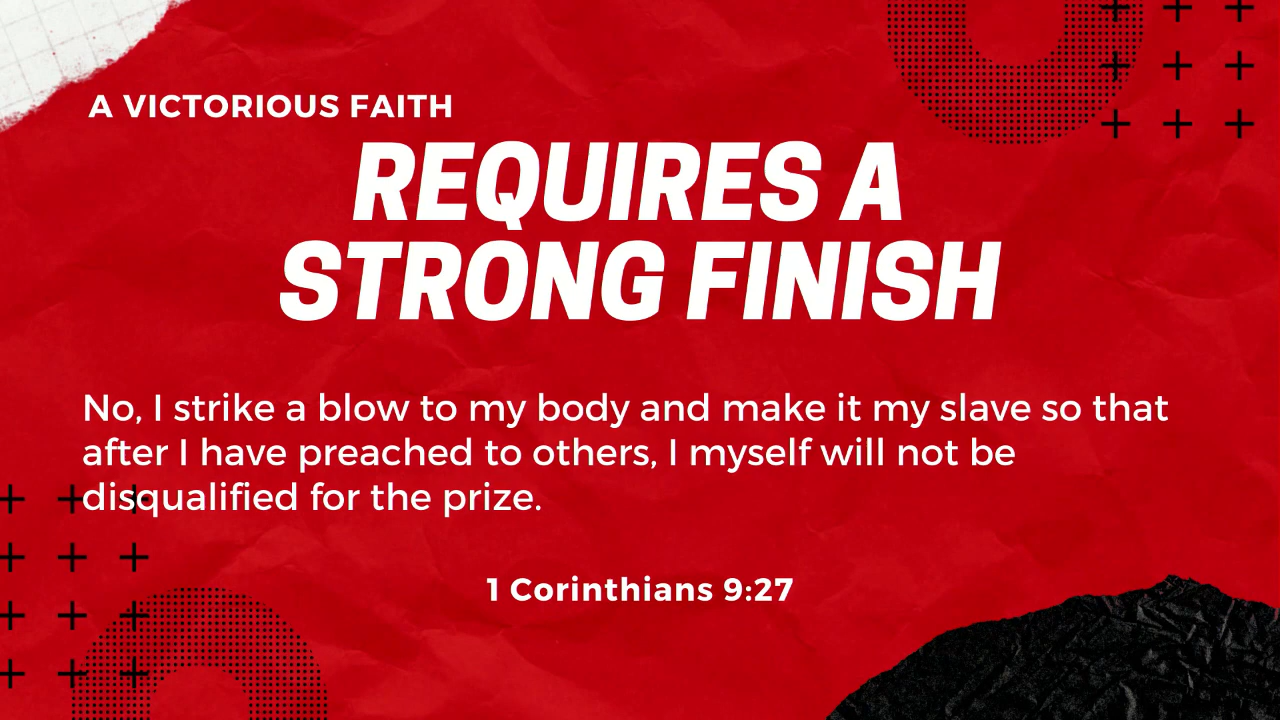 A VICTORIOUS FAITH
REQUIRES A
STRONG FINISH
No, I strike a blow to my body and make it my slave so that
after I have preached to others, I myself will not be
disqualified for the prize.
1 Corinthians 9:27